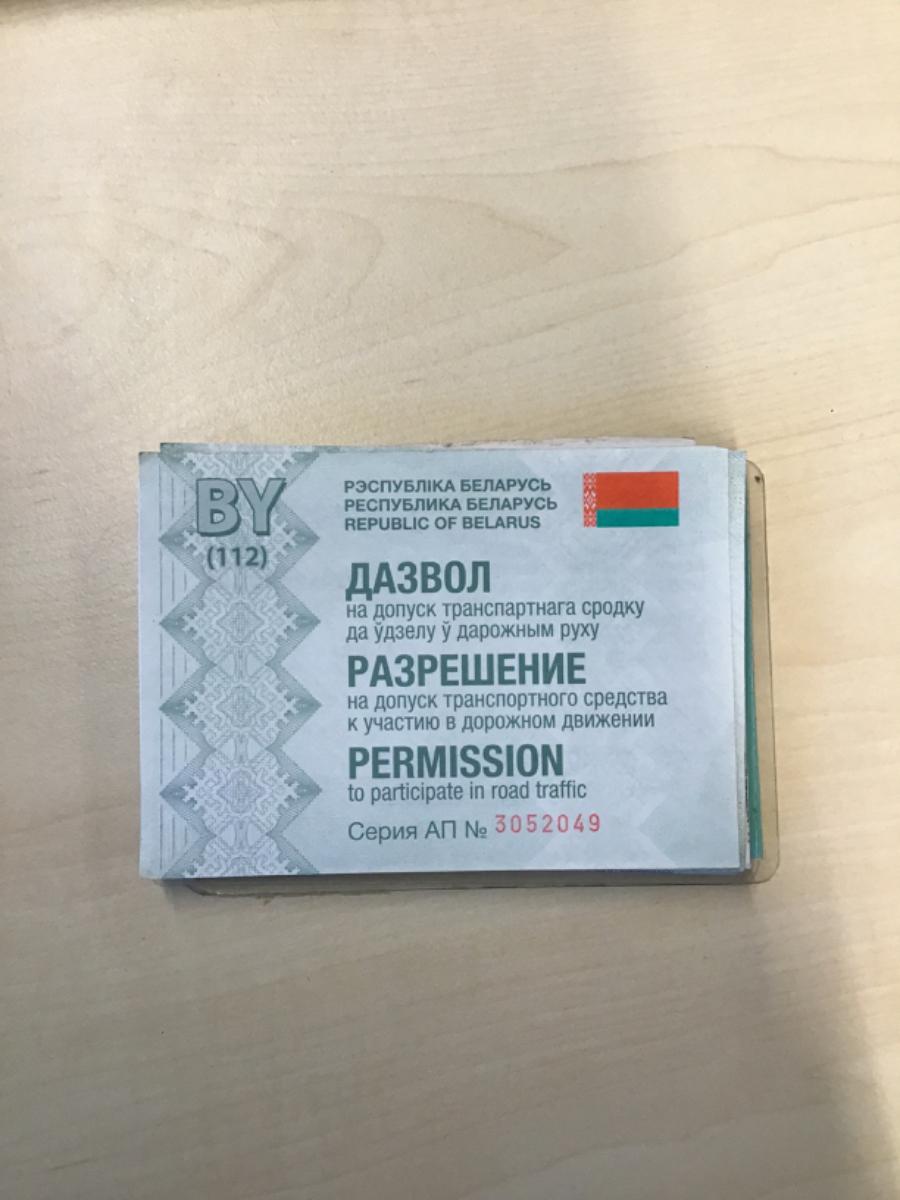 BY
(112)
РЭСПУБЛІКА БЕЛАРУСЬ
РЕСПУБЛИКА БЕЛАРУСЬ
REPUBLIC OF BELARUS
ДАЗВОЛ
на допуск транспартнага сродку
да ўдзелу ў дарожным руху
РАЗРЕШЕНИЕ
на допуск транспортного средства
к участию в дорожном движении
PERMISSION
to participate in road traffic
Серия АП № 3052049